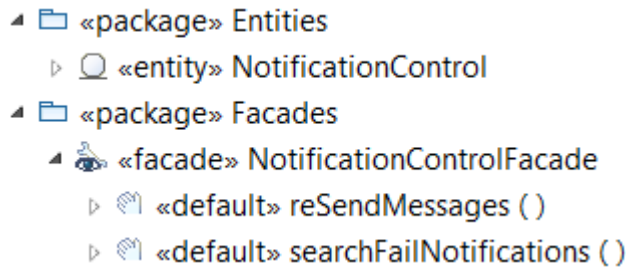 «package» Entities
«entity» NotificationControl
«package» Facades
«facade» NotificationControlFacade
«default» reSendMessages ( )
«default» searchFailNotifications ( )